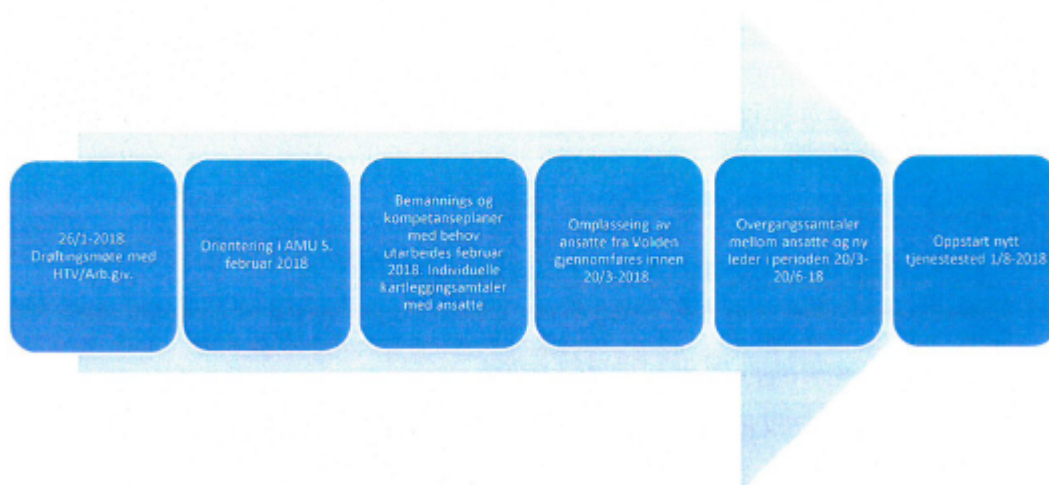 26/1-2018.
Drøftingsmøte med
HTV/Arb.giv.
Orientering i AMU 5.
februar 2018
Bemannings og
kompetanseplaner
med behov
utarbeides februar
2018. Individuelle
kartleggingsamtaler
med ansatte
Omplasseing av
ansatte fra Volden
gjennomføres innen
20/3-2018
Overgangssamtaler
mellom ansatte og ny
leder i perioden 20/3-
20/6-18
Oppstart nytt
tjenestested 1/8-2018